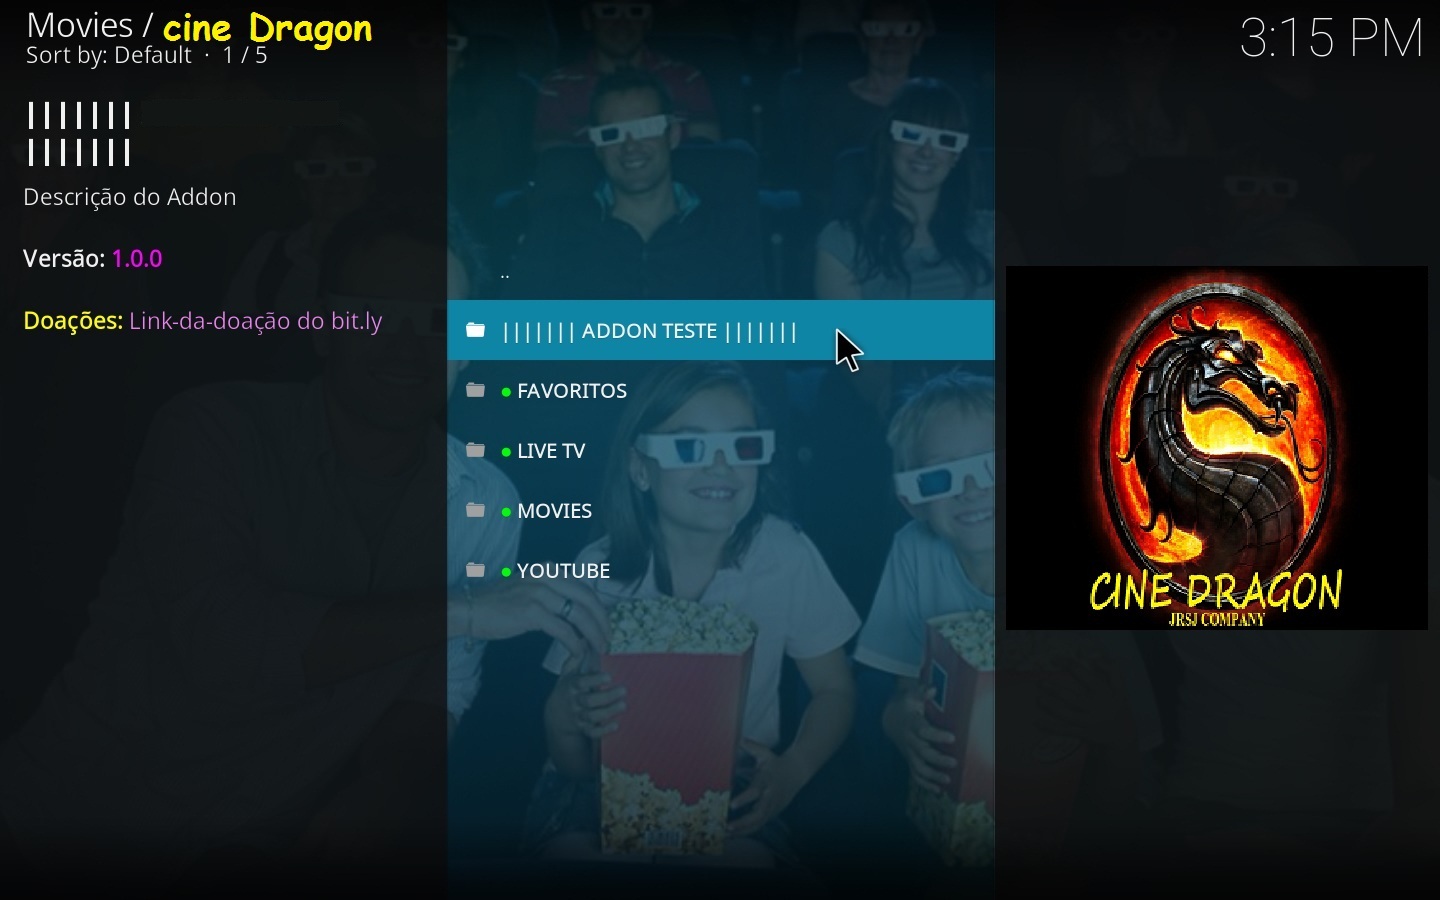 Movies / cine Dragon
Sort by: Default · 1 / 5
3:15 PM
| | | | | | |
| | | | | | |
Descrição do Addon
Versão: 1.0.0
Doações: Link-da-doação do bit.ly
..
| | | | | | | ADDON TESTE | | | | | | |
● FAVORITOS
● LIVE TV
● MOVIES
● YOUTUBE
CINE DRAGON
JRSJ COMPANY